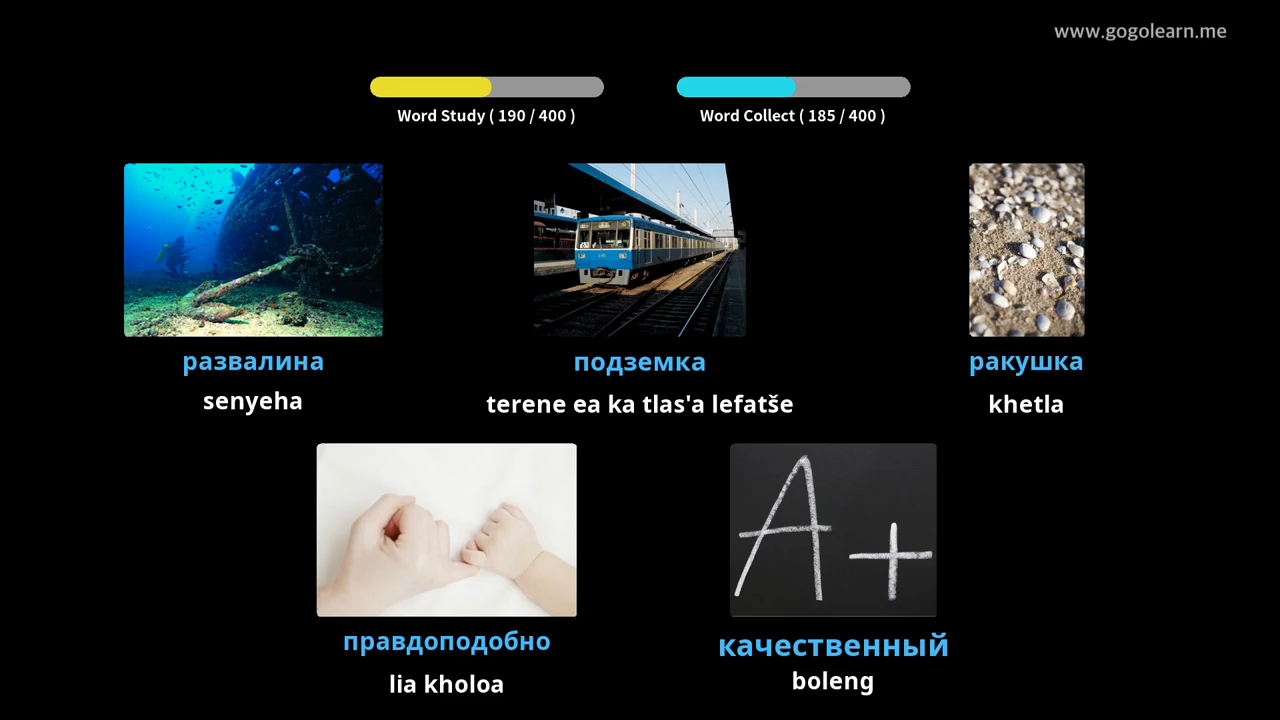 www.gogolearn.me
Word Study ( 190 / 400 )
Word Collect ( 185 / 400 )
развалина
senyeha
подземка
terene ea ka tlas'a lefatše
ракушка
khetla
правдоподобно
lia kholoa
A+
качественный
boleng